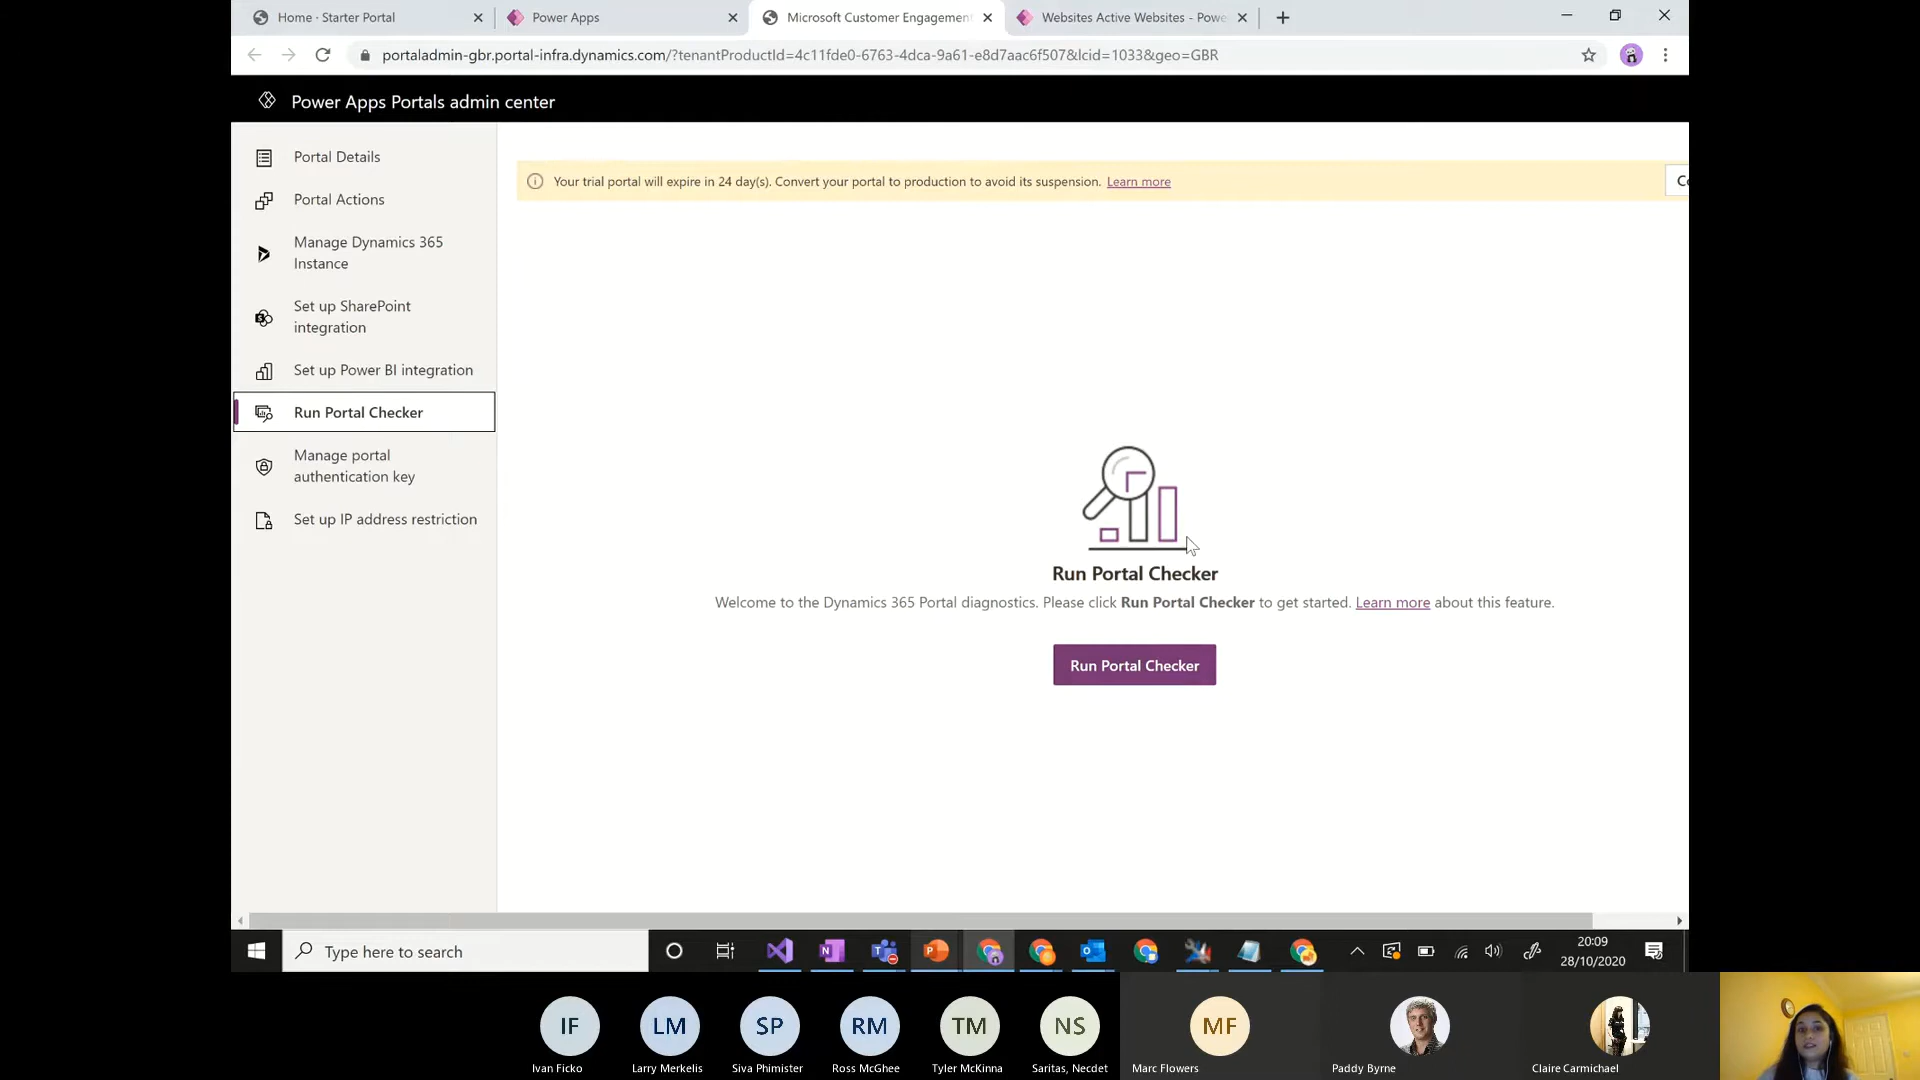 Home · Starter Portal
Power Apps
Microsoft Customer Engagement
Websites Active Websites - Powe
portaladmin-gbr.portal-infra.dynamics.com/?tenantProductId=4c11fde0-6763-4dca-9a61-e8d7aac6f507&lcid=1033&geo=GBR
Power Apps Portals admin center
Portal Details
Portal Actions
Manage Dynamics 365
Instance
Set up SharePoint
integration
Set up Power BI integration
Run Portal Checker
Manage portal
authentication key
Set up IP address restriction
Your trial portal will expire in 24 day(s). Convert your portal to production to avoid its suspension. Learn more
Run Portal Checker
Welcome to the Dynamics 365 Portal diagnostics. Please click Run Portal Checker to get started. Learn more about this feature.
Run Portal Checker
Type here to search
20:09
28/10/2020
IF
LM
SP
RM
TM
NS
MF
Ivan Ficko
Larry Merkelis
Siva Phimister
Ross McGhee
Tyler McKinna
Saritas, Necdet
Marc Flowers
Paddy Byrne
Claire Carmichael